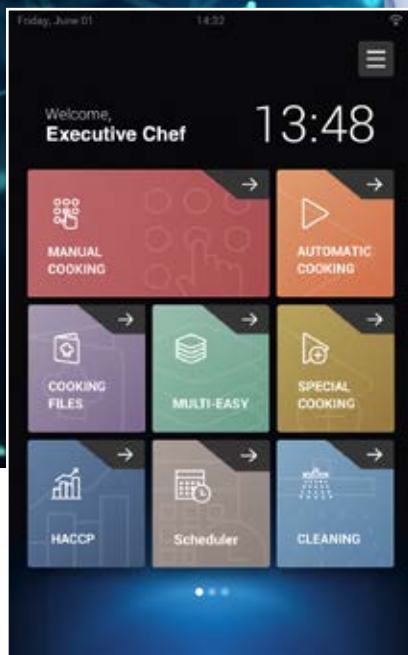 Friday, June 01 14:32
Welcome,
Executive Chef 13:48
MANUAL
COOKING
AUTOMATIC
COOKING
COOKING
FILES
MULTI-EASY
SPECIAL
COOKING
HACCP
Scheduler
CLEANING